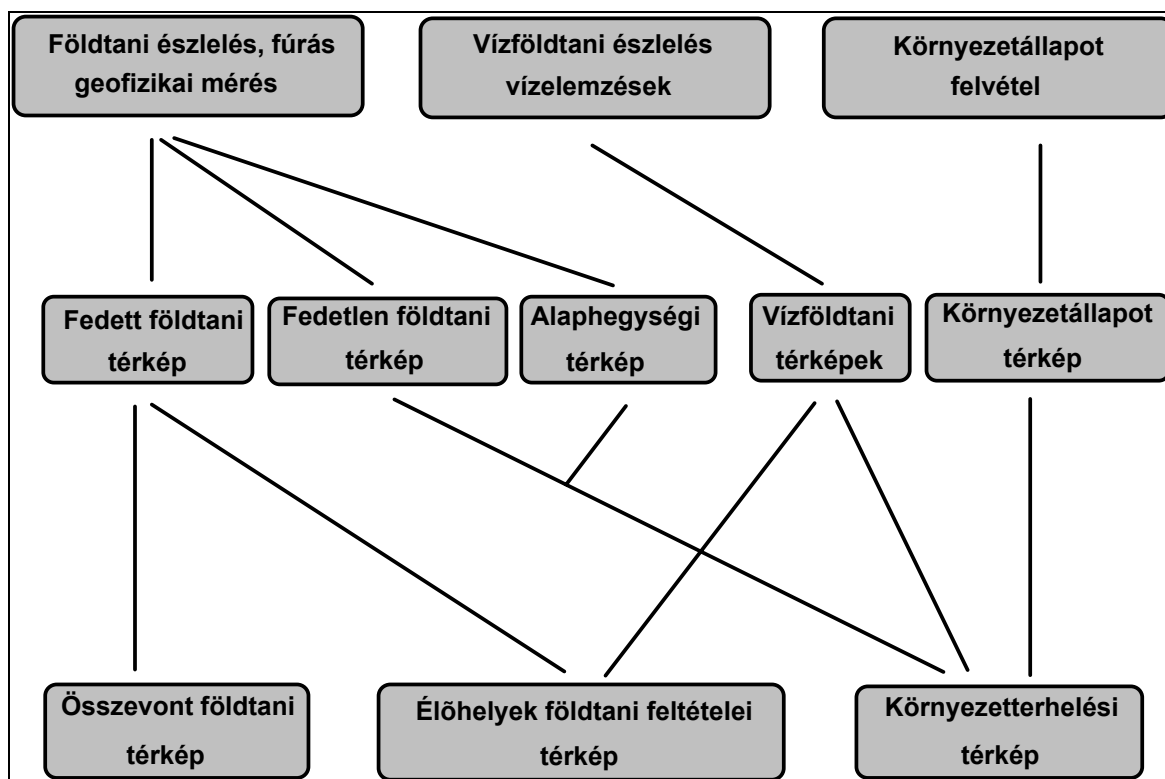 Földtani észlelés, fúrás
geofizikai mérés
Vízföldtani észlelés
vízelemzések
Környezetállapot
felvétel
Fedett földtani
térkép
Fedetlen földtani
térkép
Alaphegységi
térkép
Vízföldtani
térképek
Környezetállapot
térkép
Összevont földtani
térkép
Élõhelyek földtani feltételei
térkép
Környezetterhelési
térkép